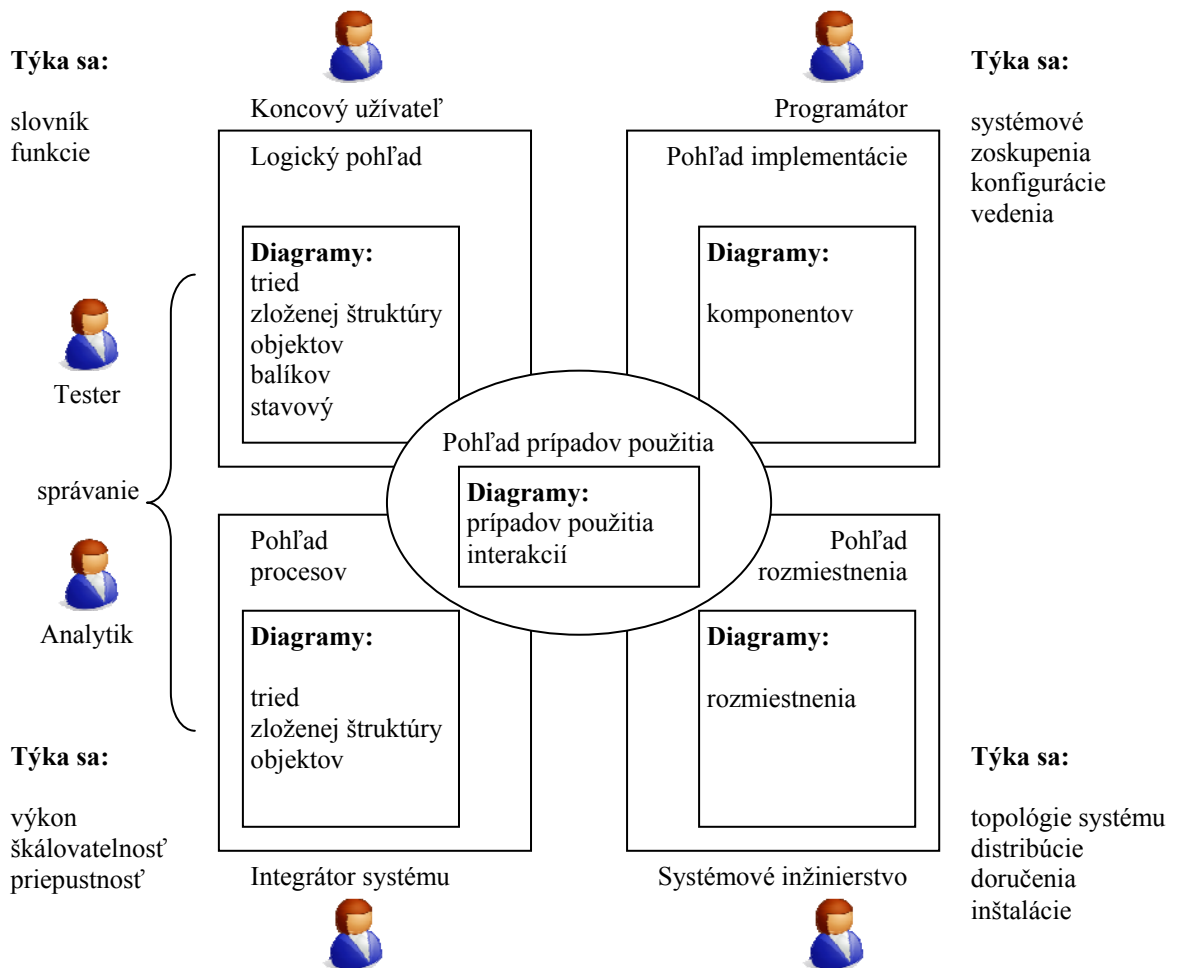 Týka sa:
slovník
funkcie
Koncový užívateľ
Logický pohľad
Diagramy:
tried
zloženej štruktúry
objektov
balíkov
stavový
Programátor
Pohľad implementácie
Diagramy:
komponentov
Týka sa:
systémové
zoskupenia
konfigurácie
vedenia
Tester
správanie
Analytik
Pohľad prípadov použitia
Diagramy:
prípadov použitia
interakcií
Pohľad
procesov
Diagramy:
tried
zloženej štruktúry
objektov
Integrátor systému
Týka sa:
výkon
škálovatelnosť
priepustnosť
Pohľad
rozmiestnenia
Diagramy:
rozmiestnenia
Systémové inžinierstvo
Týka sa:
topológie systému
distribúcie
doručenia
inštalácie